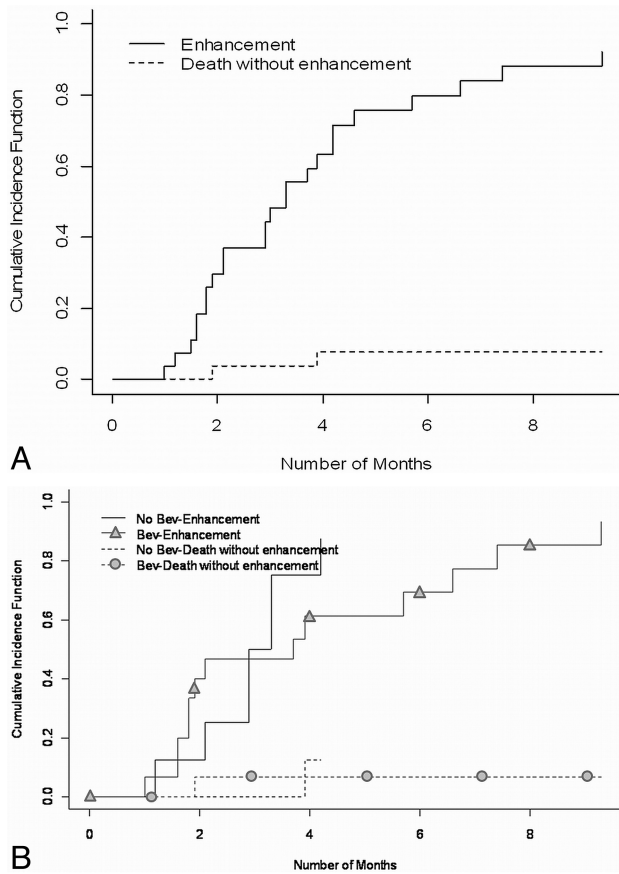 1.0
0.8
0.6
0.4
0.2
0.0
Cumulative Incidence Function
Enhancement
Death without enhancement
0 2 4 6 8
Number of Months
A
1.0
0.8
0.6
0.4
0.2
0.0
Cumulative Incidence Function
No Bev-Enhancement
Bev-Enhancement
No Bev-Death without enhancement
Bev-Death without enhancement
0 2 4 6 8
Number of Months
B